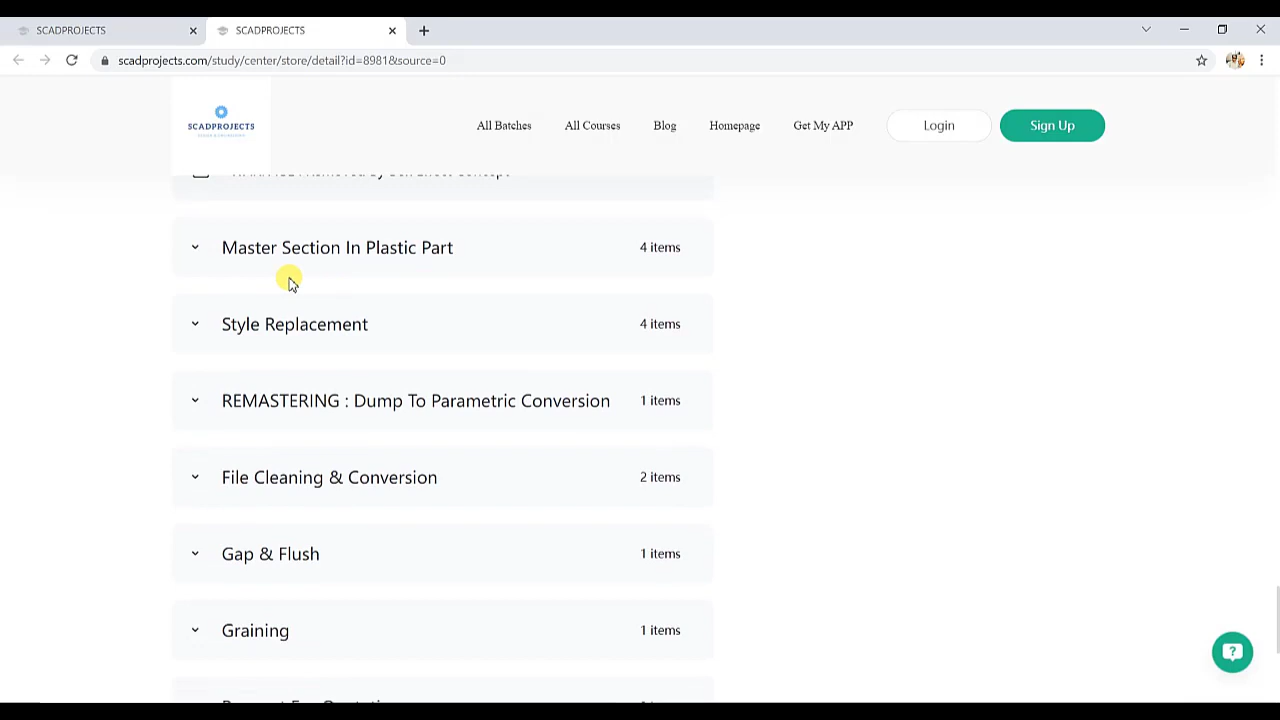 SCADPROJECTS
SCADPROJECTS
scadprojects.com/study/center/store/detail?id=8981&source=0
SCADPROJECTS
All Batches
All Courses
Blog
Homepage
Get My APP
Login
Sign Up
Master Section In Plastic Part
4 items
Style Replacement
4 items
REMASTERING : Dump To Parametric Conversion
1 items
File Cleaning & Conversion
2 items
Gap & Flush
1 items
Graining
1 items